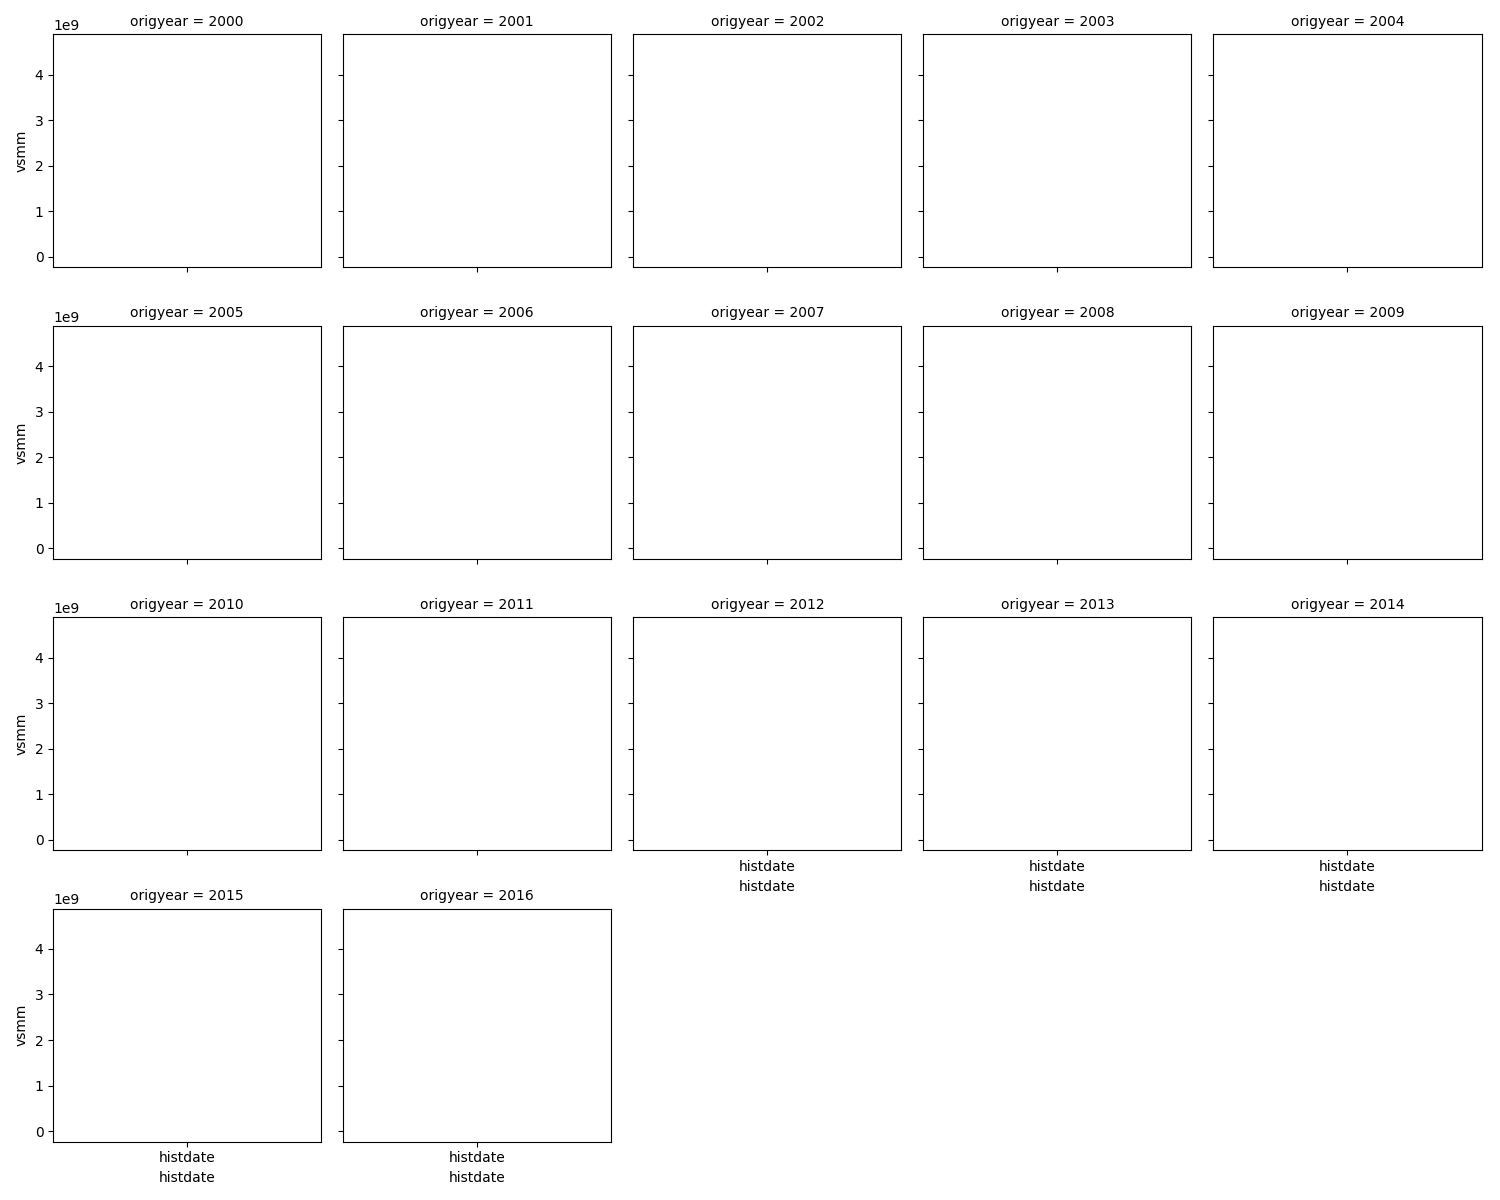 origyear = 2000 origyear = 2001 origyear = 2002 origyear = 2003 origyear = 2004
1e9
4
3
vsmm
2
1
0
origyear = 2005 origyear = 2006 origyear = 2007 origyear = 2008 origyear = 2009
1e9
4
3
vsmm
2
1
0
origyear = 2010 origyear = 2011 origyear = 2012 origyear = 2013 origyear = 2014
1e9
4
3
vsmm
2
1
0
histdate histdate histdate
histdate histdate histdate
origyear = 2015 origyear = 2016
1e9
4
3
vsmm
2
1
0
histdate histdate
histdate histdate